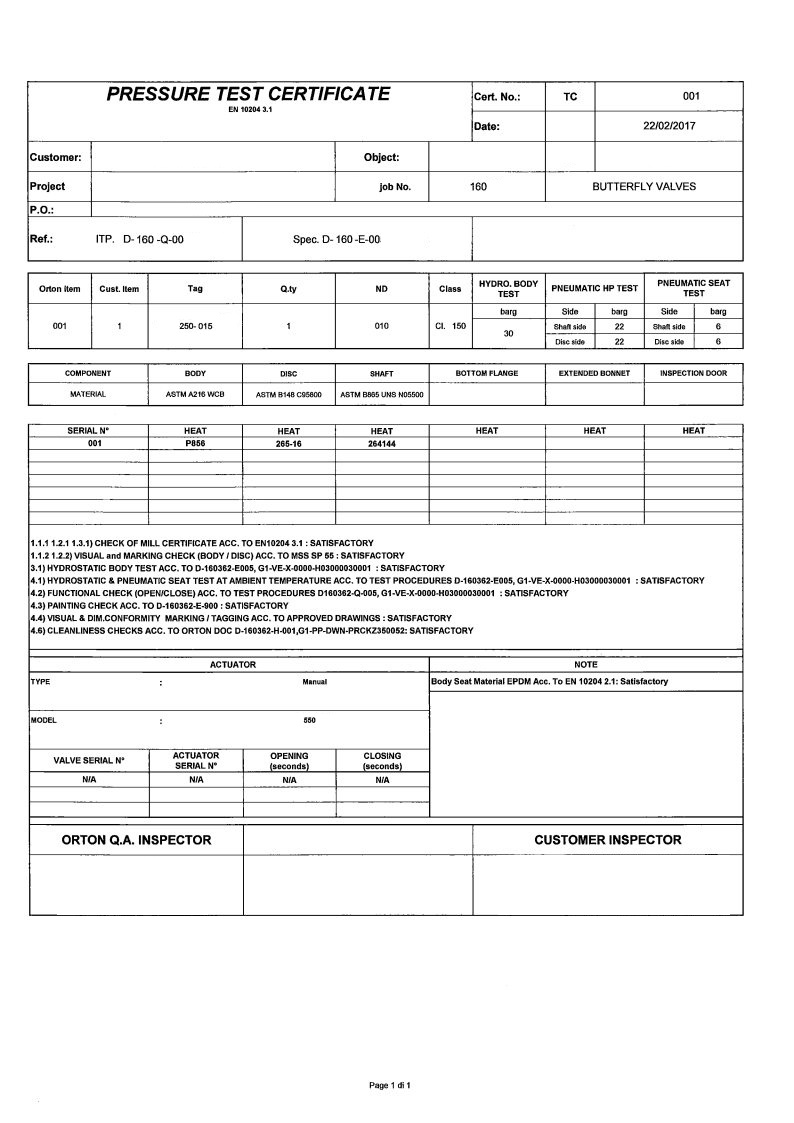 PRESSURE TEST CERTIFICATE
EN 10204 3.1
Cert. No.: TC 001
Date: 22/02/2017
Customer: Object:
Project job No. 160 BUTTERFLY VALVES
P.O.:
Ref.: ITP. D- 160 -Q-00 Spec. D- 160 -E-00
Orton item Cust. Item Tag Q.ty ND Class HYDRO. BODY TEST PNEUMATIC HP TEST PNEUMATIC SEAT TEST
barg Side barg Side barg
001 1 250- 015 1 010 Cl. 150 30 Shaft side 22 Shaft side 6
Disc side 22 Disc side 6
COMPONENT BODY DISC SHAFT BOTTOM FLANGE EXTENDED BONNET INSPECTION DOOR
MATERIAL ASTM A216 WCB ASTM B148 C95800 ASTM B865 UNS N05500
SERIAL N° HEAT HEAT HEAT HEAT HEAT HEAT
001 P856 265-16 264144
1.1.1 1.2.1 1.3.1) CHECK OF MILL CERTIFICATE ACC. TO EN10204 3.1 : SATISFACTORY
1.1.2 1.2.2) VISUAL and MARKING CHECK (BODY / DISC) ACC. TO MSS SP 55 : SATISFACTORY
3.1) HYDROSTATIC BODY TEST ACC. TO D-160362-E005, G1-VE-X-0000-H03000030001 : SATISFACTORY
4.1) HYDROSTATIC & PNEUMATIC SEAT TEST AT AMBIENT TEMPERATURE ACC. TO TEST PROCEDURES D-160362-E005, G1-VE-X-0000-H03000030001 : SATISFACTORY
4.2) FUNCTIONAL CHECK (OPEN/CLOSE) ACC. TO TEST PROCEDURES D160362-Q-005, G1-VE-X-0000-H03000030001 : SATISFACTORY
4.3) PAINTING CHECK ACC. TO D-160362-E-900 : SATISFACTORY
4.4) VISUAL & DIM.CONFORMITY MARKING / TAGGING ACC. TO APPROVED DRAWINGS : SATISFACTORY
4.6) CLEANLINESS CHECKS ACC. TO ORTON DOC D-160362-H-001,G1-PP-DWN-PRCKZ350052: SATISFACTORY
ACTUATOR NOTE
TYPE : Manual Body Seat Material EPDM Acc. To EN 10204 2.1: Satisfactory
MODEL : 550
VALVE SERIAL N° ACTUATOR SERIAL N° OPENING (seconds) CLOSING (seconds)
N/A N/A N/A N/A
ORTON Q.A. INSPECTOR CUSTOMER INSPECTOR
Page 1 di 1